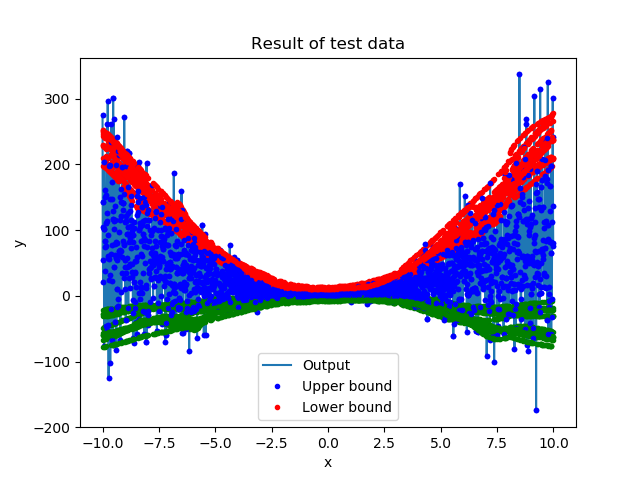 Result of test data
y
300
200
100
0
−100
−200
Output
Upper bound
Lower bound
−10.0 −7.5 −5.0 −2.5 0.0 2.5 5.0 7.5 10.0
x